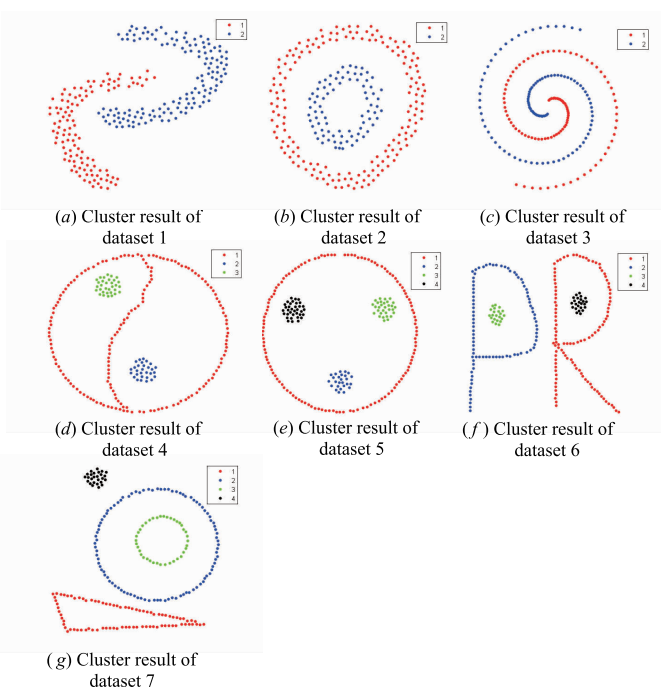 1
2
1
2
1
2
(a) Cluster result of
dataset 1
(b) Cluster result of
dataset 2
(c) Cluster result of
dataset 3
1
2
3
1
2
3
4
1
2
3
4
(d) Cluster result of
dataset 4
(e) Cluster result of
dataset 5
(f) Cluster result of
dataset 6
1
2
3
4
(g) Cluster result of
dataset 7